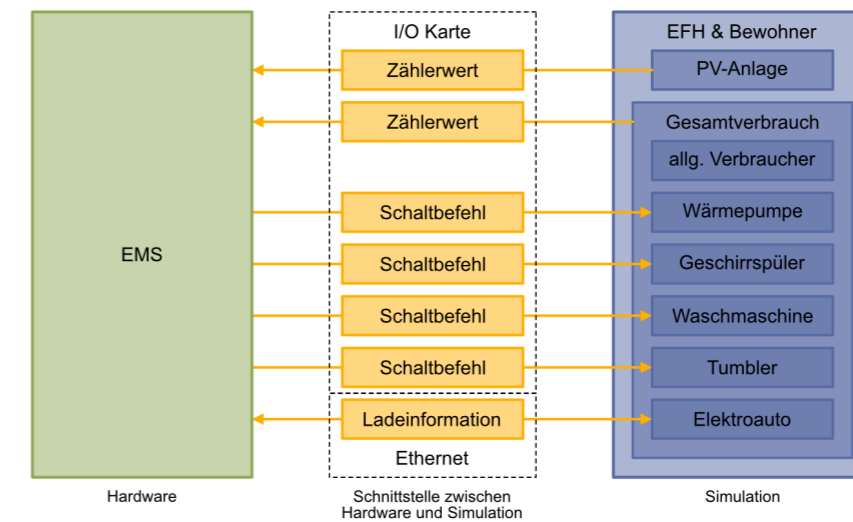 I/O Karte
EFH & Bewohner
Zählerwert
PV-Anlage
Zählerwert
Gesamtverbrauch
allg. Verbraucher
Schaltbefehl
Wärmepumpe
EMS
Schaltbefehl
Geschirrspüler
Schaltbefehl
Waschmaschine
Schaltbefehl
Tumbler
Ladeinformation
Elektroauto
Ethernet
Hardware
Schnittstelle zwischen
Hardware und Simulation
Simulation